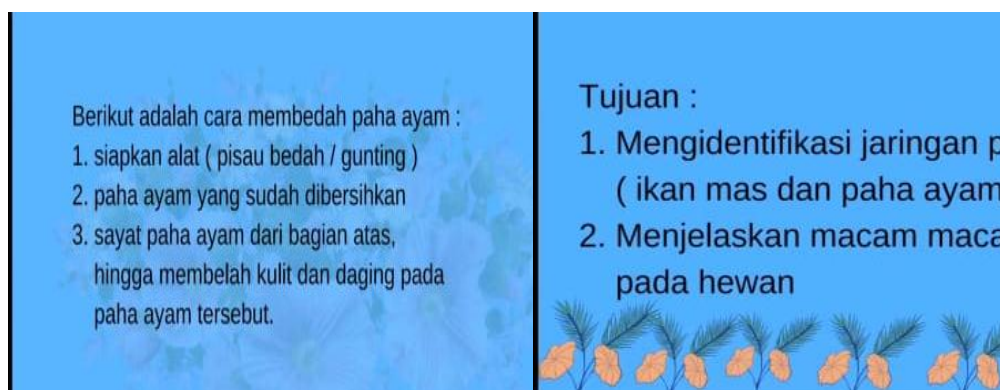 Berikut adalah cara membedah paha ayam :
1. siapkan alat ( pisau bedah / gunting )
2. paha ayam yang sudah dibersihkan
3. sayat paha ayam dari bagian atas,
hingga membelah kulit dan daging pada
paha ayam tersebut.
Tujuan :
1. Mengidentifikasi jaringan
( ikan mas dan paha ayam
2. Menjelaskan macam
pada hewan